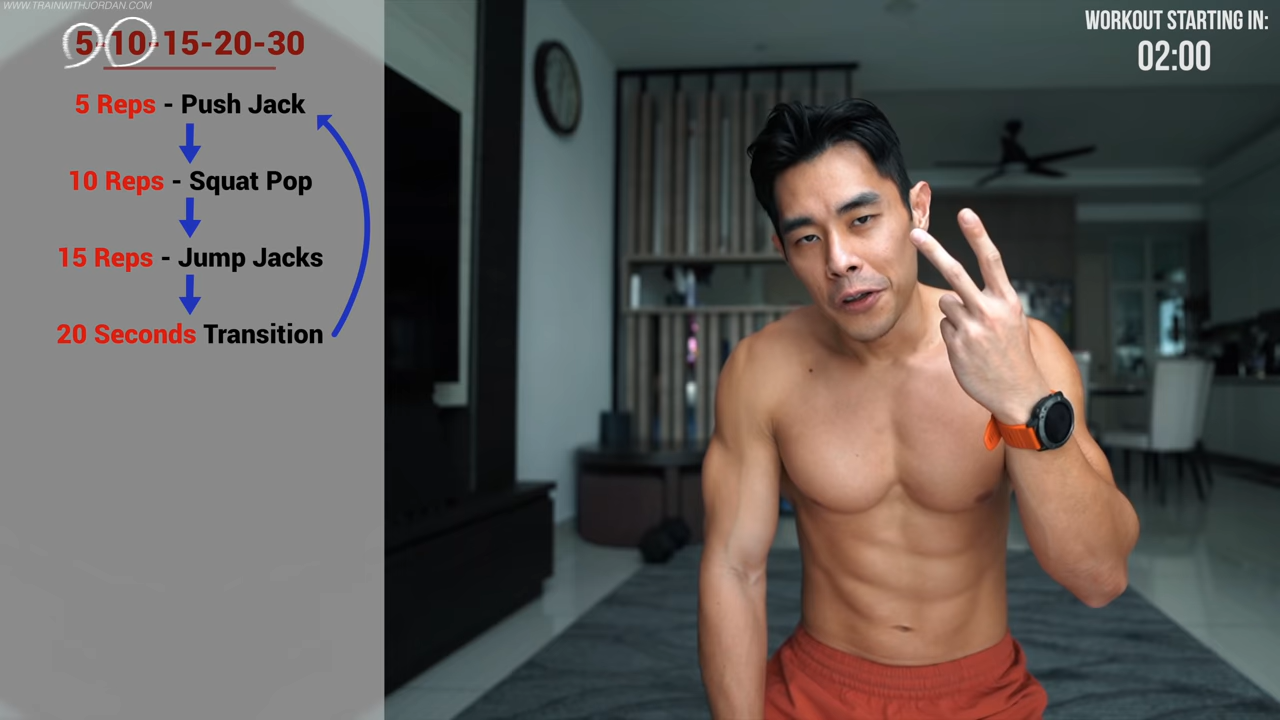 WWW.TRAINWITHJORDAN.COM
90
5-10-15-20-30
5 Reps - Push Jack
10 Reps - Squat Pop
15 Reps - Jump Jacks
20 Seconds Transition
WORKOUT STARTING IN:
02:00